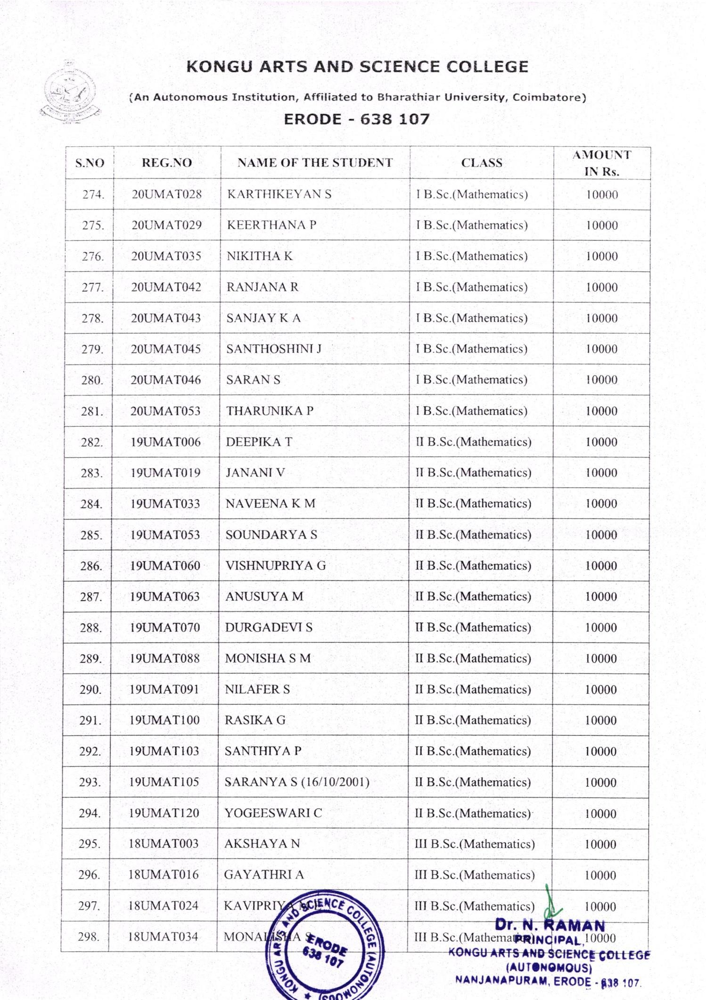 KONGU ARTS AND SCIENCE COLLEGE
(An Autonomous Institution, Affiliated to Bharathiar University, Coimbatore)
ERODE - 638 107
S.NO REG.NO NAME OF THE STUDENT CLASS AMOUNT IN Rs.
274. 20UMAT028 KARTHIKEYAN S I B.Sc.(Mathematics) 10000
275. 20UMAT029 KEERTHANA P I B.Sc.(Mathematics) 10000
276. 20UMAT035 NIKITHA K I B.Sc.(Mathematics) 10000
277. 20UMAT042 RANJANA R I B.Sc.(Mathematics) 10000
278. 20UMAT043 SANJAY K A I B.Sc.(Mathematics) 10000
279. 20UMAT045 SANTHOSHINI J I B.Sc.(Mathematics) 10000
280. 20UMAT046 SARAN S I B.Sc.(Mathematics) 10000
281. 20UMAT053 THARUNIKA P I B.Sc.(Mathematics) 10000
282. 19UMAT006 DEEPIKA T II B.Sc.(Mathematics) 10000
283. 19UMAT019 JANANI V II B.Sc.(Mathematics) 10000
284. 19UMAT033 NAVEENA K M II B.Sc.(Mathematics) 10000
285. 19UMAT053 SOUNDARYA S II B.Sc.(Mathematics) 10000
286. 19UMAT060 VISHNUPRIYA G II B.Sc.(Mathematics) 10000
287. 19UMAT063 ANUSUYA M II B.Sc.(Mathematics) 10000
288. 19UMAT070 DURGADEVI S II B.Sc.(Mathematics) 10000
289. 19UMAT088 MONISHA S M II B.Sc.(Mathematics) 10000
290. 19UMAT091 NILAFER S II B.Sc.(Mathematics) 10000
291. 19UMAT100 RASIKA G II B.Sc.(Mathematics) 10000
292. 19UMAT103 SANTHIYA P II B.Sc.(Mathematics) 10000
293. 19UMAT105 SARANYA S (16/10/2001) II B.Sc.(Mathematics) 10000
294. 19UMAT120 YOGEESWARI C II B.Sc.(Mathematics) 10000
295. 18UMAT003 AKSHAYA N III B.Sc.(Mathematics) 10000
296. 18UMAT016 GAYATHRI A III B.Sc.(Mathematics) 10000
297. 18UMAT024 KAVIPRIYA M E III B.Sc.(Mathematics) 10000
298. 18UMAT034 MONALISHA S III B.Sc.(Mathematics) 10000
KONGU ARTS AND SCIENCE COLLEGE (AUTONOMOUS)
ERODE
638 107
Dr. N. RAMAN
PRINCIPAL,
KONGU ARTS AND SCIENCE COLLEGE
(AUTONOMOUS)
NANJANAPURAM, ERODE - 638 107.